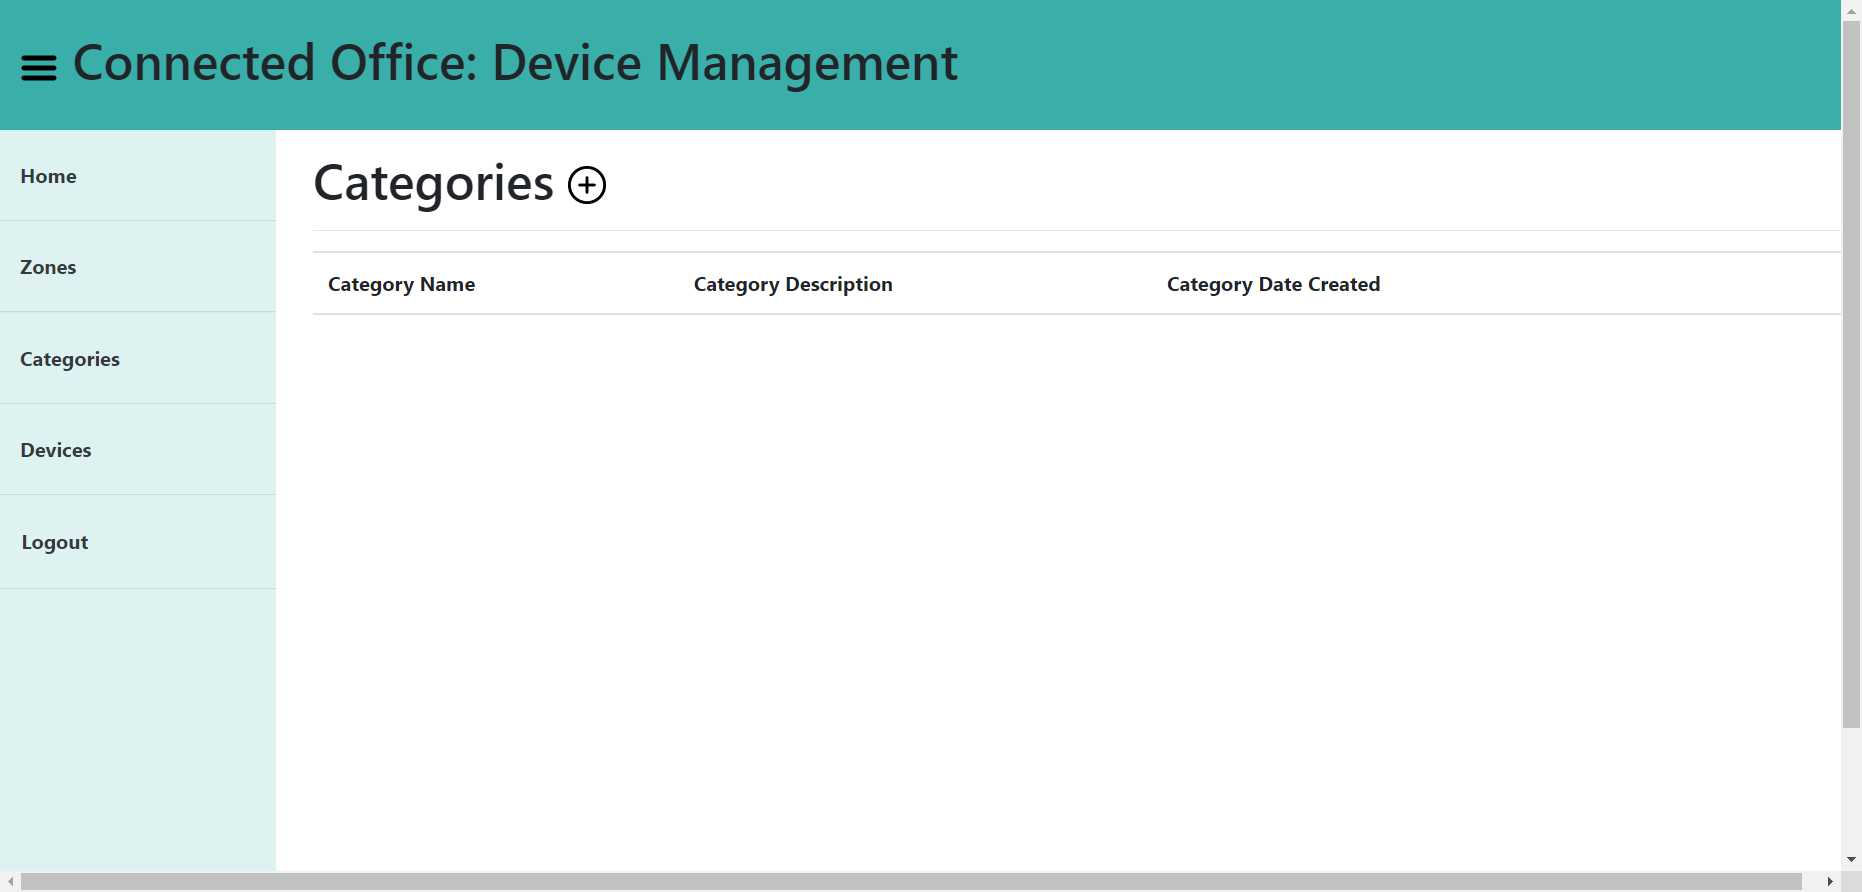 Connected Office: Device Management
Home
Zones
Categories
Devices
Logout
Categories
Category Name Category Description Category Date Created